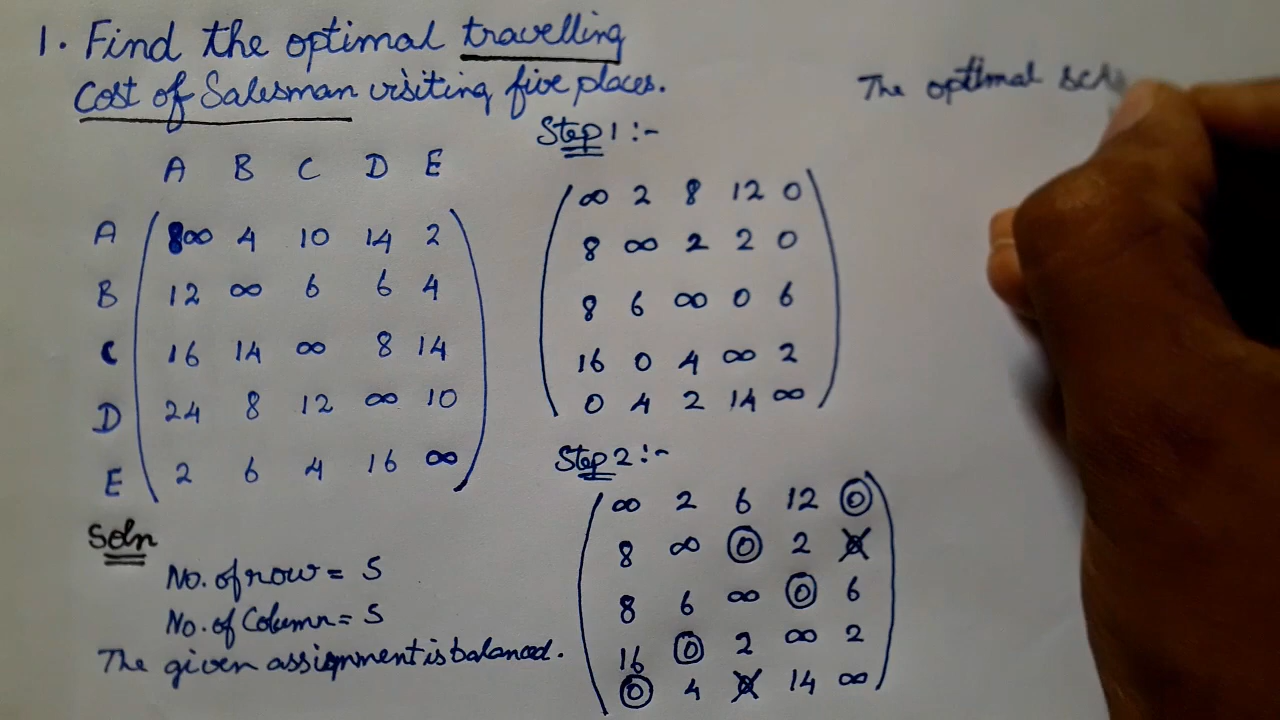 1. Find the optimal travelling
Cost of Salesman visiting five places.
A B C D E
A ∞ 4 10 14 2
B 12 ∞ 6 6 4
C 16 14 ∞ 8 14
D 24 8 12 ∞ 10
E 2 6 4 16 ∞
Soln
No. of row = 5
No. of Column = 5
The given assignment is balanced.
Step 1 :-
∞ 2 8 12 0
8 ∞ 2 2 0
8 6 ∞ 0 6
16 0 4 ∞ 2
0 4 2 14 ∞
Step 2 :-
∞ 2 6 12 0
8 ∞ 0 2 0
8 6 ∞ 0 6
16 0 2 ∞ 2
0 4 0 14 ∞
The optimal